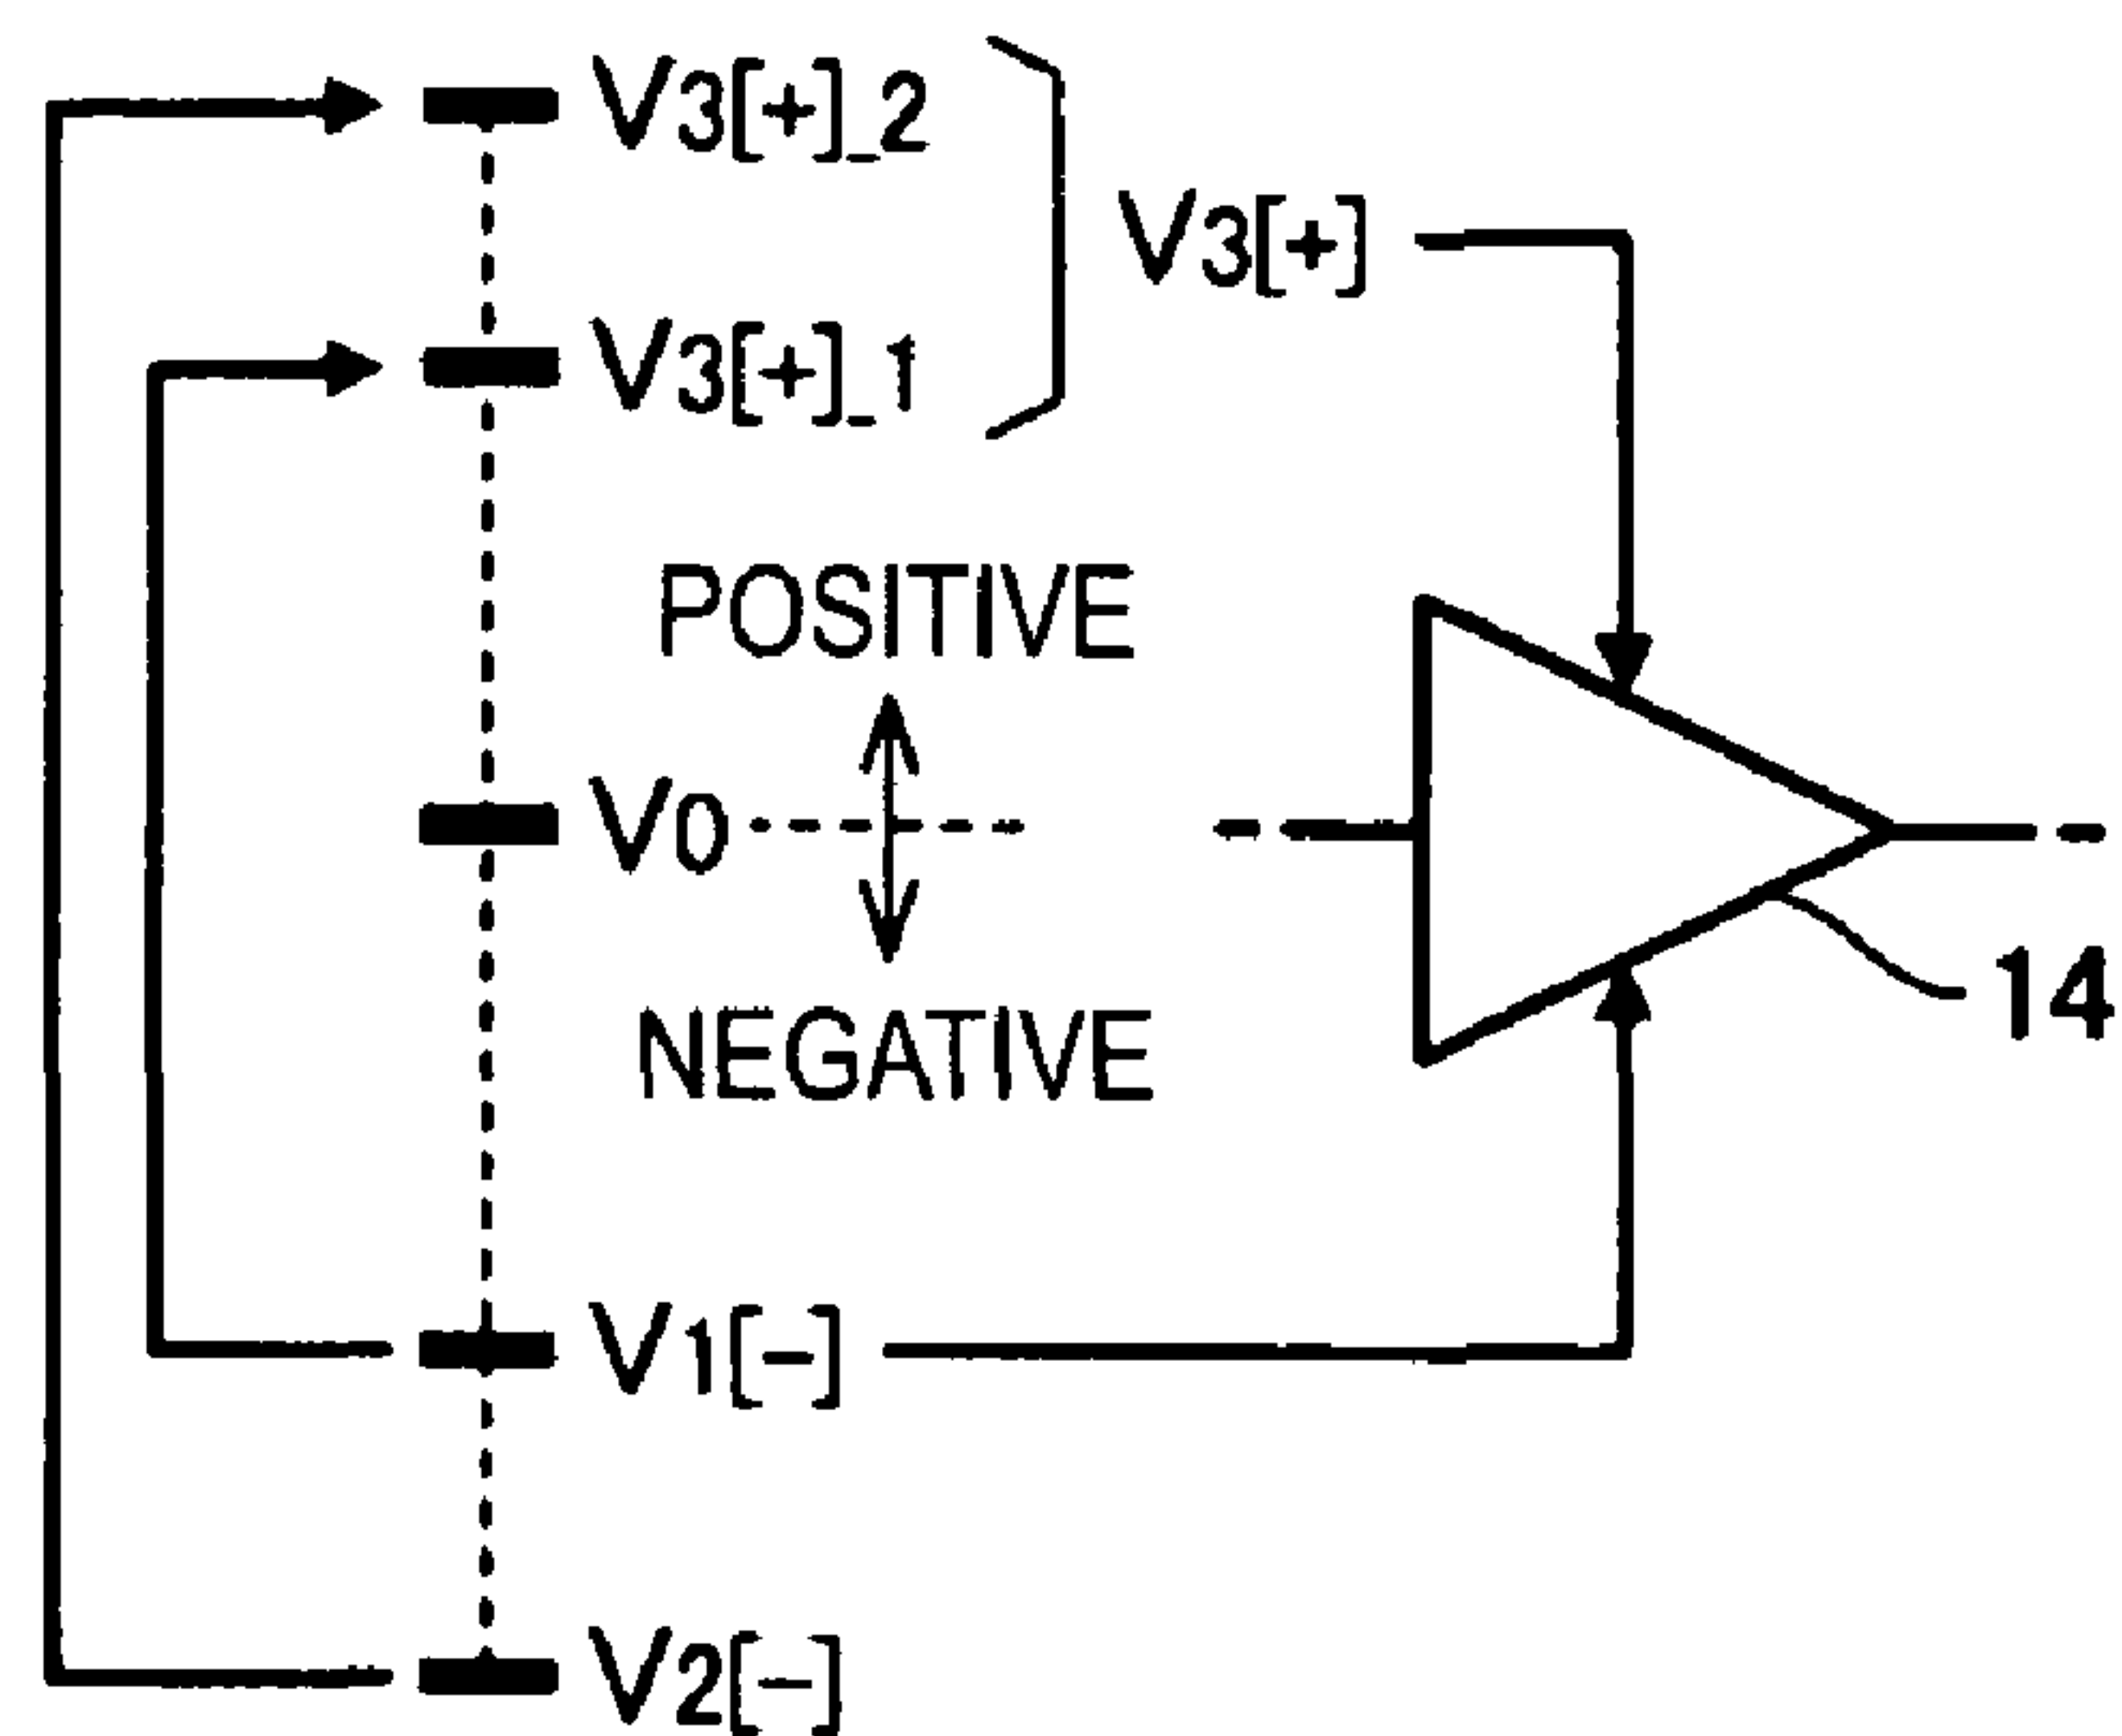 V3[+]_2
V3[+]
V3[+]_1
POSITIVE
V0
14
NEGATIVE
V1[-]
V2[-]